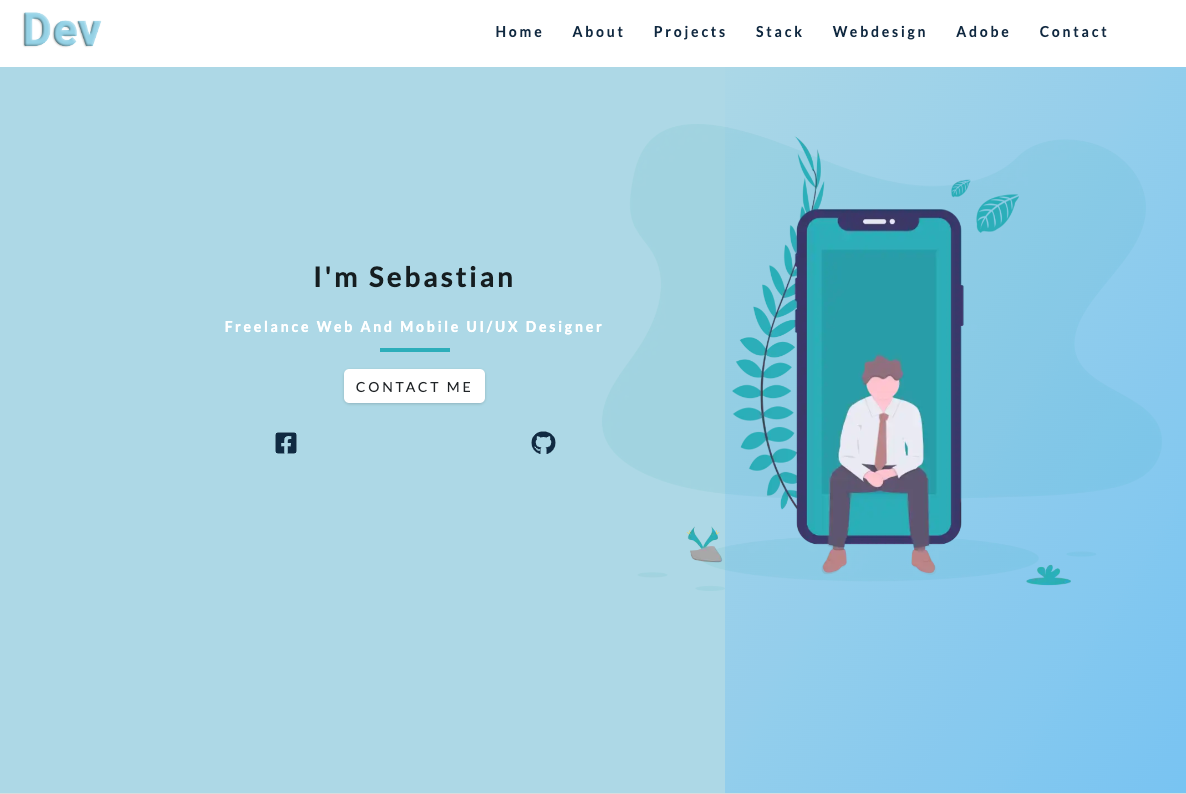 Dev
Home About Projects Stack Webdesign Adobe Contact
I'm Sebastian
Freelance Web And Mobile UI/UX Designer
CONTACT ME